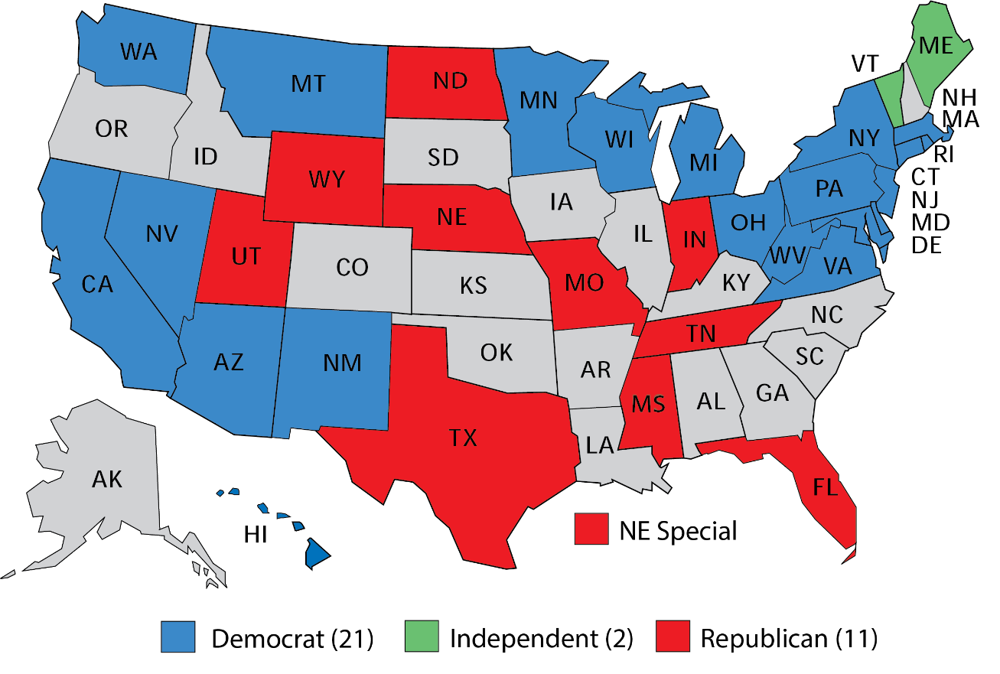 WA
MT
ND
MN
VT
ME
OR
ID
WY
SD
WI
MI
NY
NH
MA
RI
CT
NJ
MD
DE
NV
UT
NE
IA
IL
IN
OH
PA
CA
CO
KS
MO
KY
WV
VA
AZ
NM
OK
AR
TN
NC
SC
TX
LA
MS
AL
GA
FL
AK
HI
NE Special
Democrat (21)
Independent (2)
Republican (11)